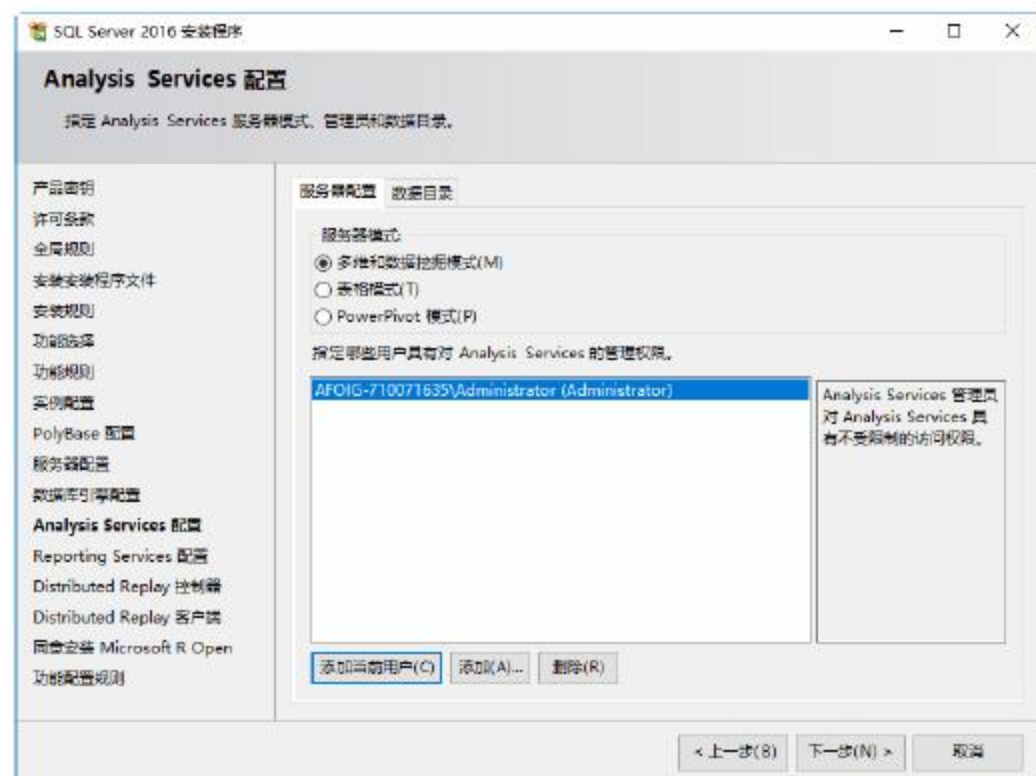 SQL Server 2016 安装程序
Analysis Services 配置
指定 Analysis Services 服务器模式、管理员和数据目录。
产品密钥
许可条款
全局规则
安装安装程序文件
安装规则
功能选择
功能规则
实例配置
PolyBase 配置
服务器配置
数据库引擎配置
Analysis Services 配置
Reporting Services 配置
Distributed Replay 控制器
Distributed Replay 客户端
同意安装 Microsoft R Open
功能配置规则
服务器配置 数据目录
服务器模式:
多维和数据挖掘模式(M)
表格模式(T)
PowerPivot 模式(P)
指定哪些用户具有对 Analysis Services 的管理权限。
AFOIG-710071635\Administrator (Administrator)
Analysis Services 管理员
对 Analysis Services 具
有不受限制的访问权限。
添加当前用户(C) 添加(A)... 删除(R)
< 上一步(B) 下一步(N) > 取消